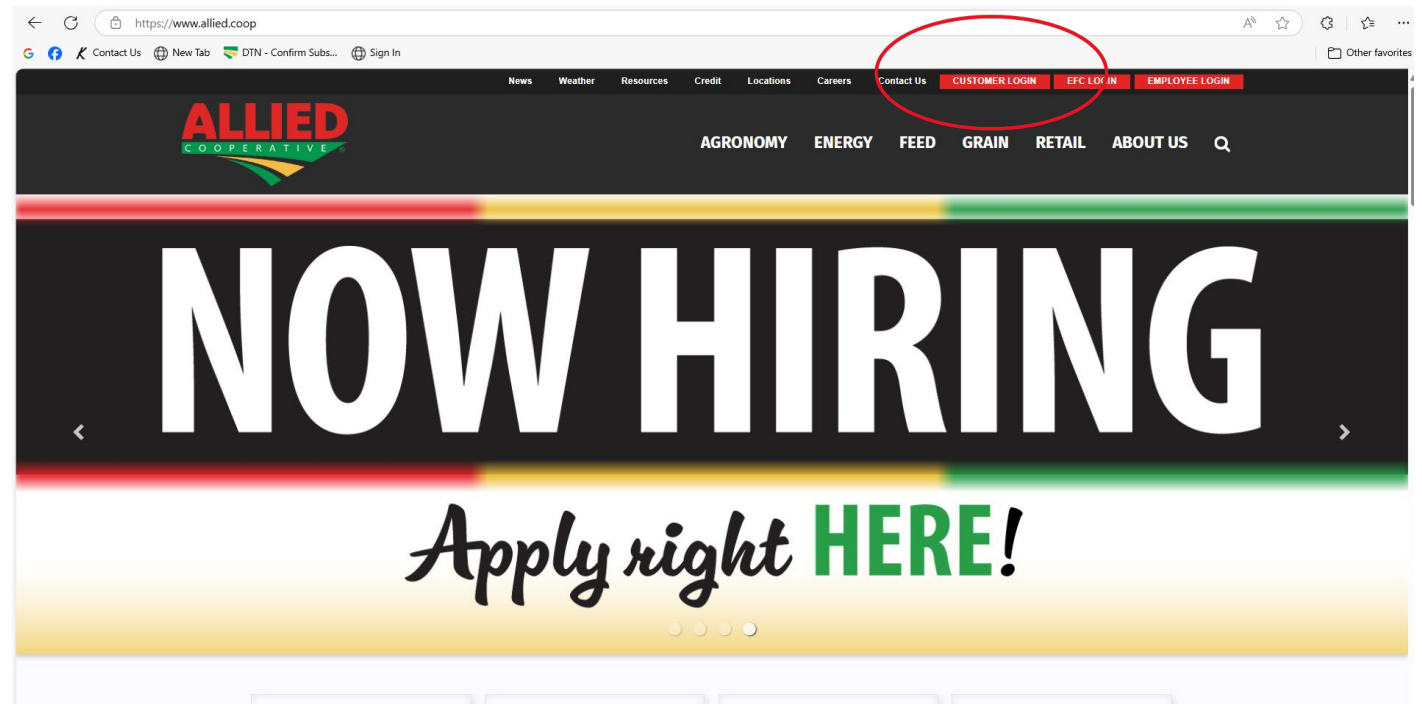 https://www.allied.coop
Contact Us New Tab DTN - Confirm Subs... Sign In Other favorites
News Weather Resources Credit Locations Careers Contact Us CUSTOMER LOGIN EFC LOGIN EMPLOYEE LOGIN
ALLIED
COOPERATIVE
AGRONOMY ENERGY FEED GRAIN RETAIL ABOUT US
NOW HIRING
Apply right HERE!